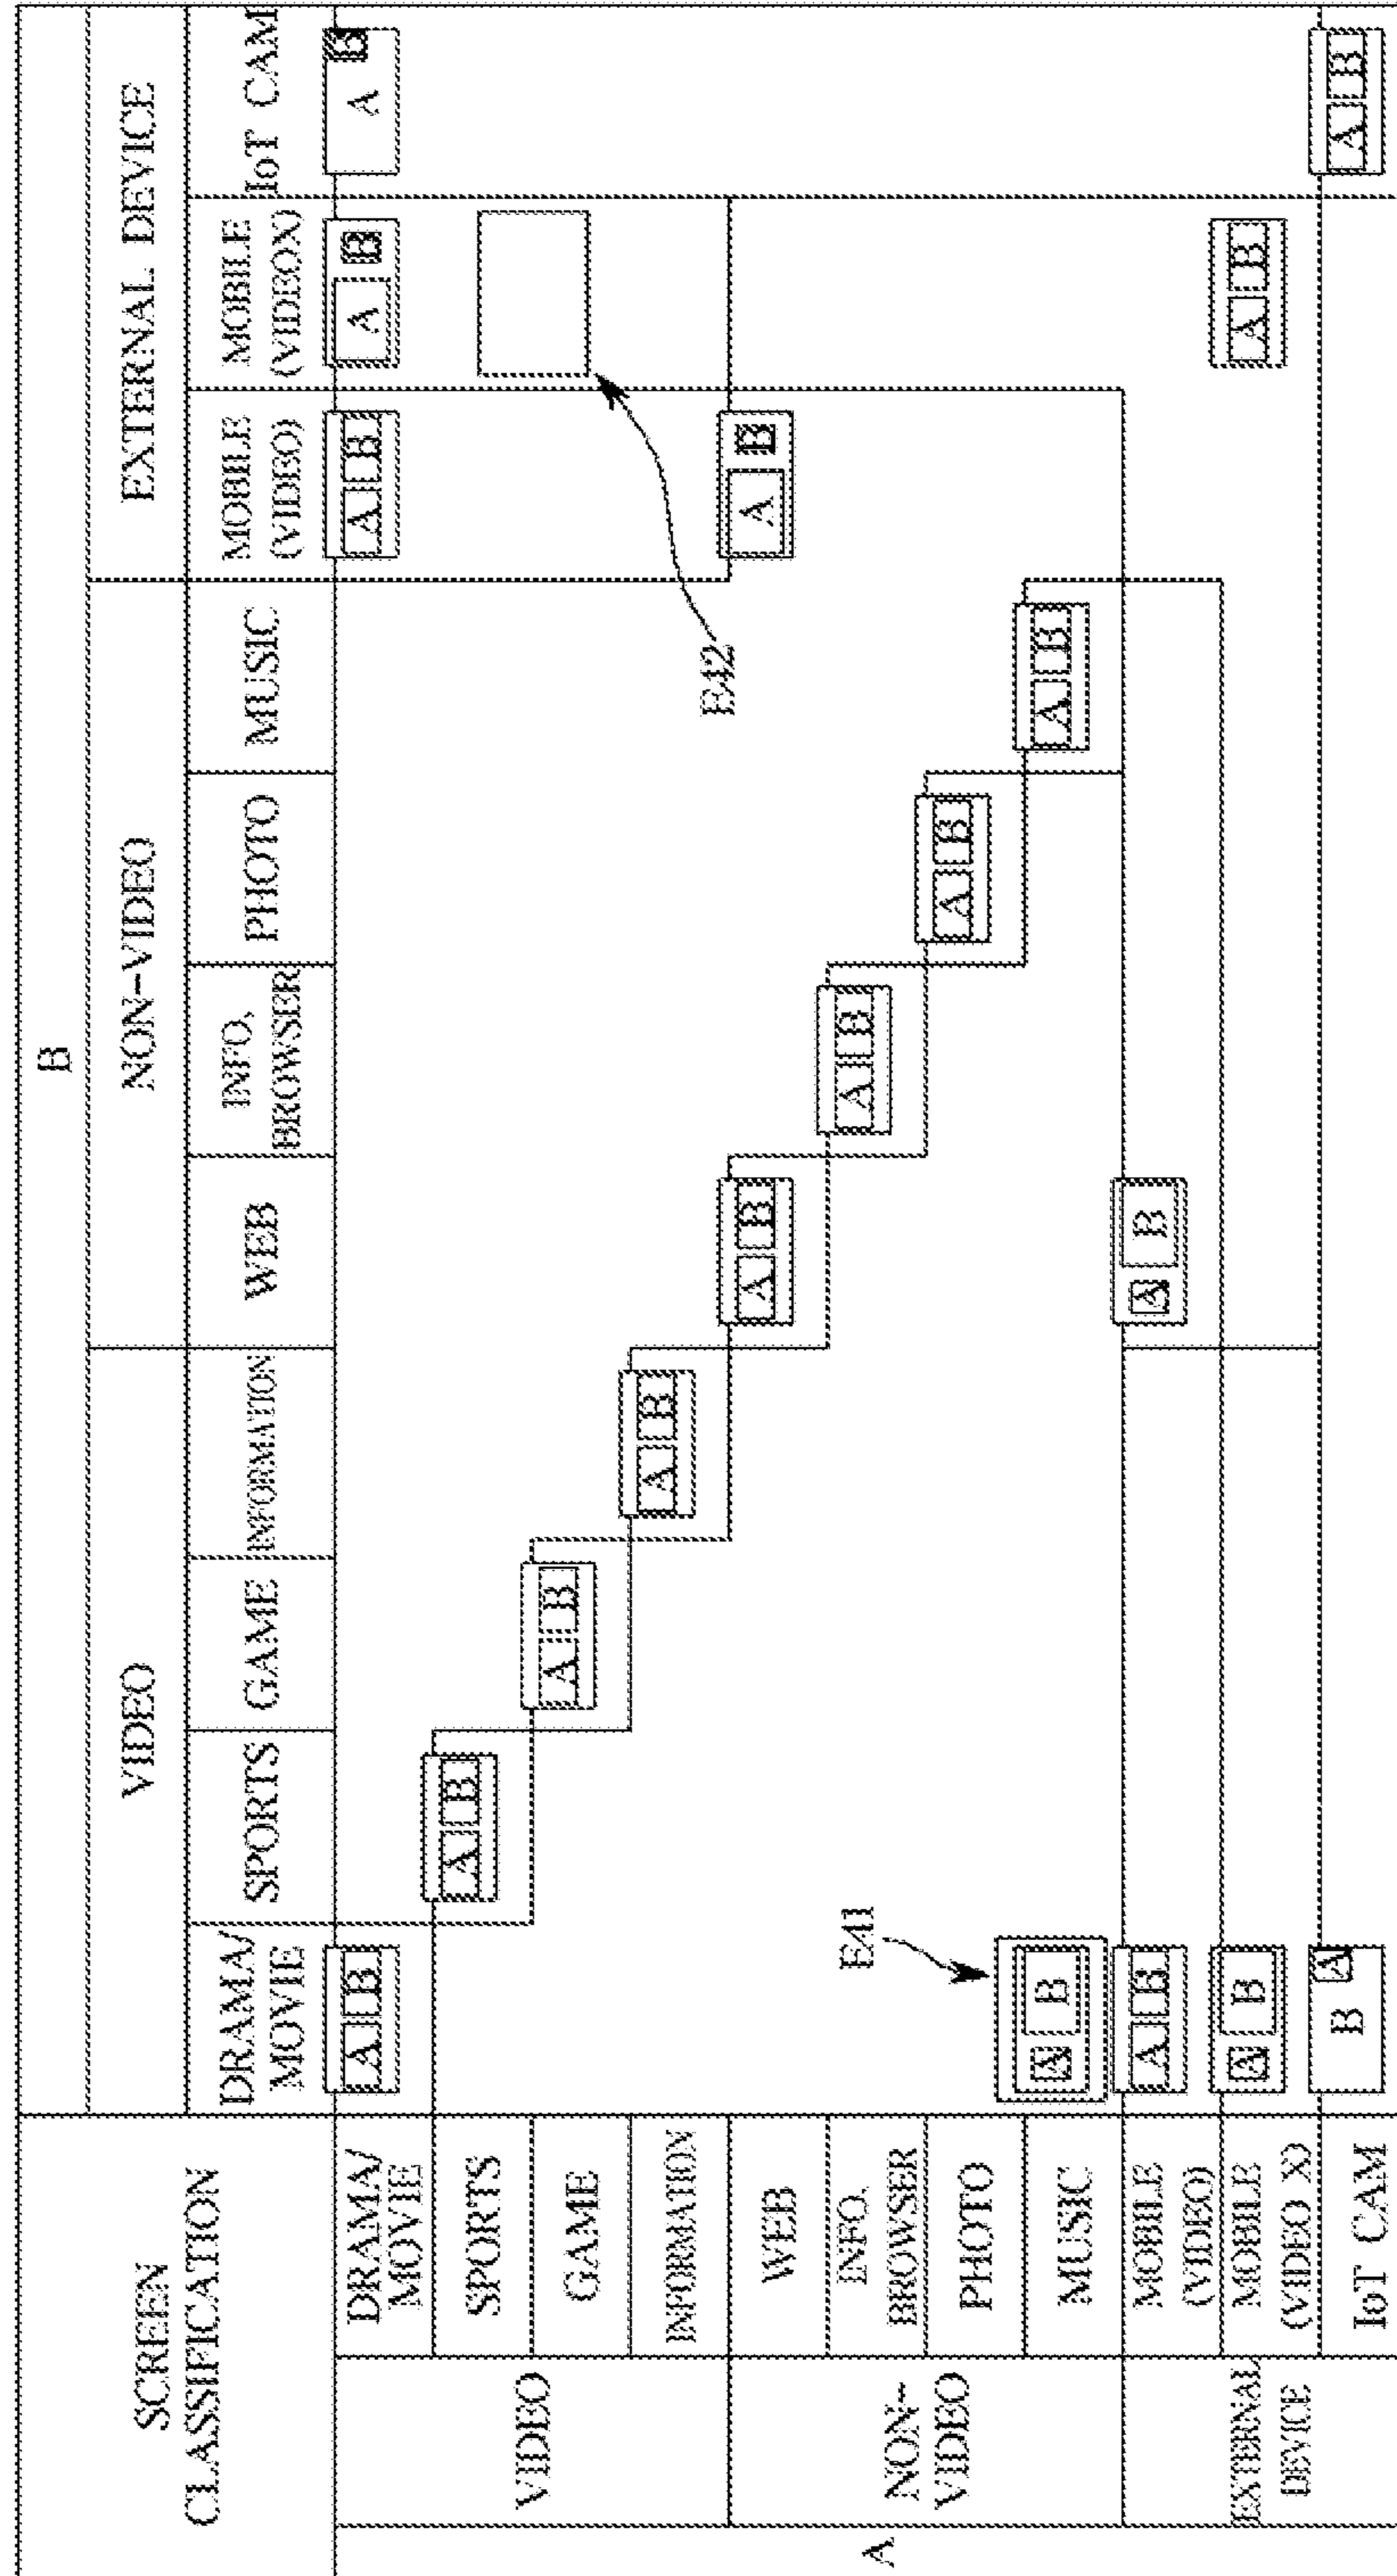 SCREEN
CLASSIFICATION
B
VIDEO
NON-VIDEO
EXTERNAL DEVICE
DRAMA/
MOVIE
SPORTS
GAME
INFORMATION
WEB
INFO.
BROWSER
PHOTO
MUSIC
MOBILE
(VIDEO)
MOBILE
(VIDEOX)
IoT CAM
A
VIDEO
DRAMA/
MOVIE
A B
A B
A B
A B
SPORTS
A B
GAME
A B
E42
INFORMATION
A B
NON-
VIDEO
WEB
A B
A B
INFO.
BROWSER
A B
PHOTO
A B
MUSIC
E41
A B
A B
EXTERNAL
DEVICE
MOBILE
(VIDEO)
A B
A B
MOBILE
(VIDEO X)
A B
A B
IoT CAM
B A
A B